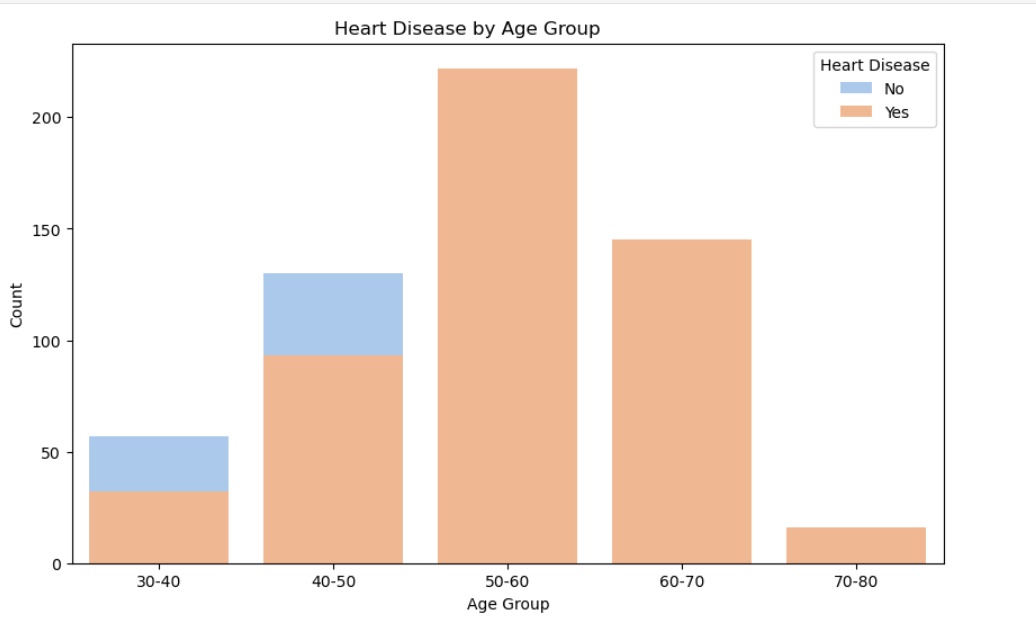 Heart Disease by Age Group
Heart Disease
No
Yes
200
150
100
50
0
Count
30-40 40-50 50-60 60-70 70-80
Age Group